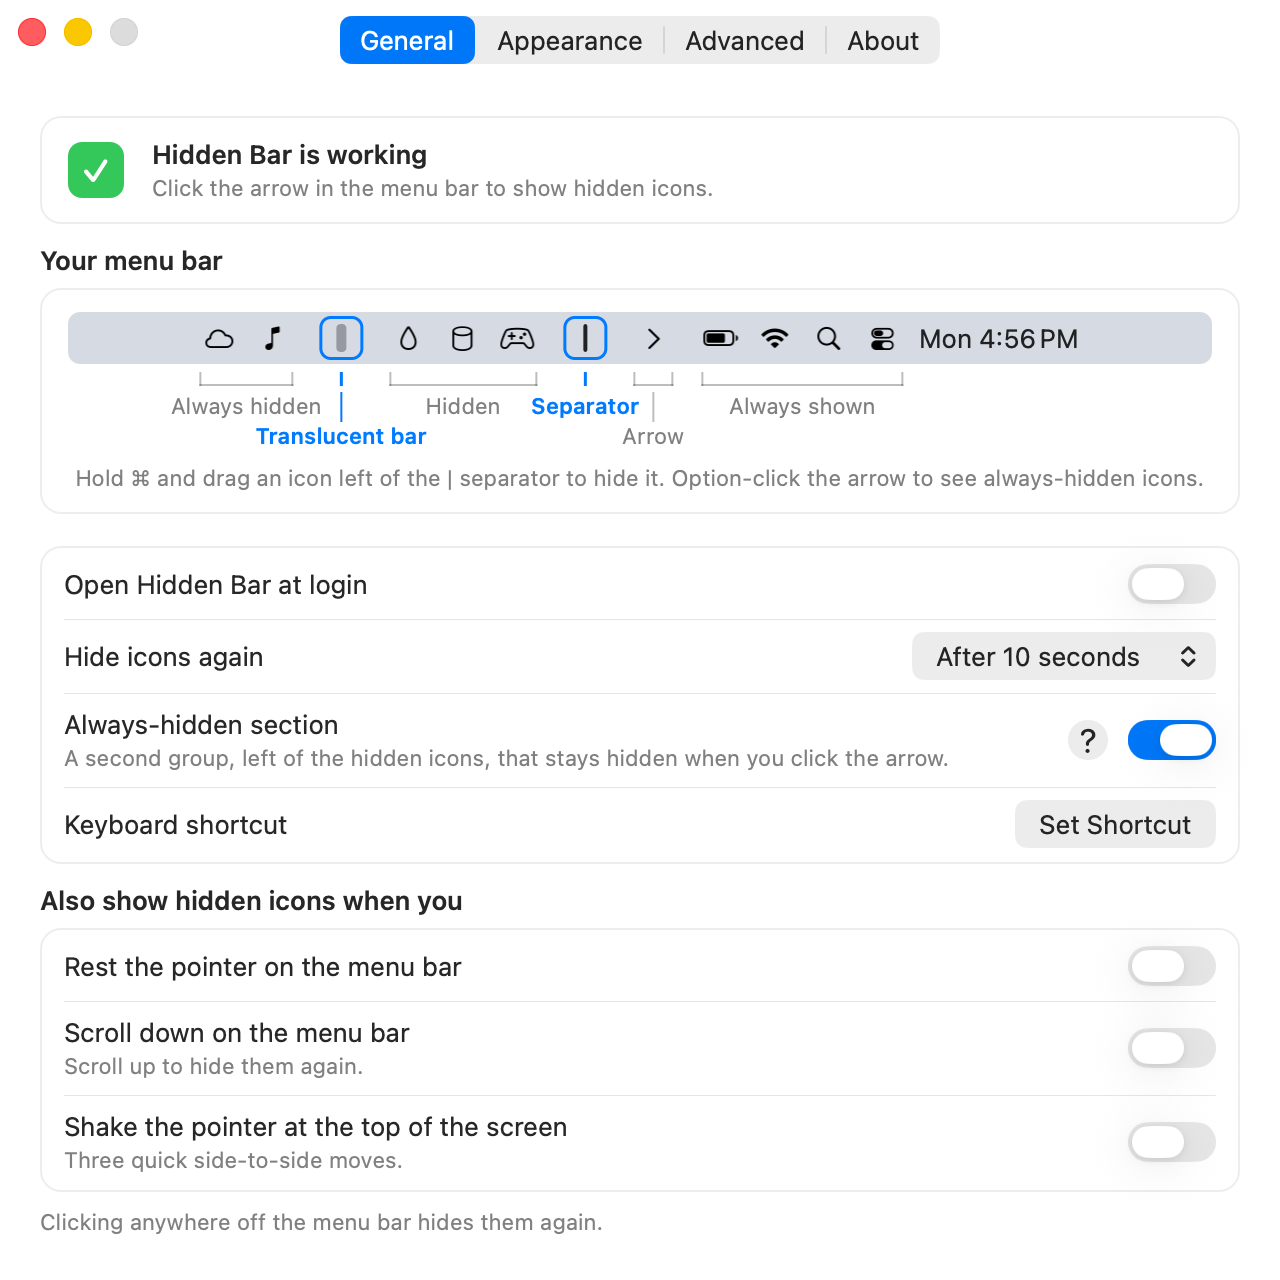 General Appearance Advanced About
Hidden Bar is working
Click the arrow in the menu bar to show hidden icons.
Your menu bar
Mon 4:56 PM
Always hidden Hidden Separator Always shown
Translucent bar Arrow
Hold ⌘ and drag an icon left of the | separator to hide it. Option-click the arrow to see always-hidden icons.
Open Hidden Bar at login
Hide icons again After 10 seconds
Always-hidden section
A second group, left of the hidden icons, that stays hidden when you click the arrow.
?
Keyboard shortcut Set Shortcut
Also show hidden icons when you
Rest the pointer on the menu bar
Scroll down on the menu bar
Scroll up to hide them again.
Shake the pointer at the top of the screen
Three quick side-to-side moves.
Clicking anywhere off the menu bar hides them again.